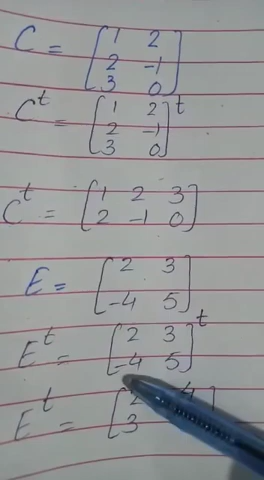 C = [1 2
2 -1
3 0]
C^t = [1 2
2 -1
3 0]^t
C^t = [1 2 3
2 -1 0]
E = [2 3
-4 5]
E^t = [2 3
-4 5]^t
E^t = [2 -4
3 ]